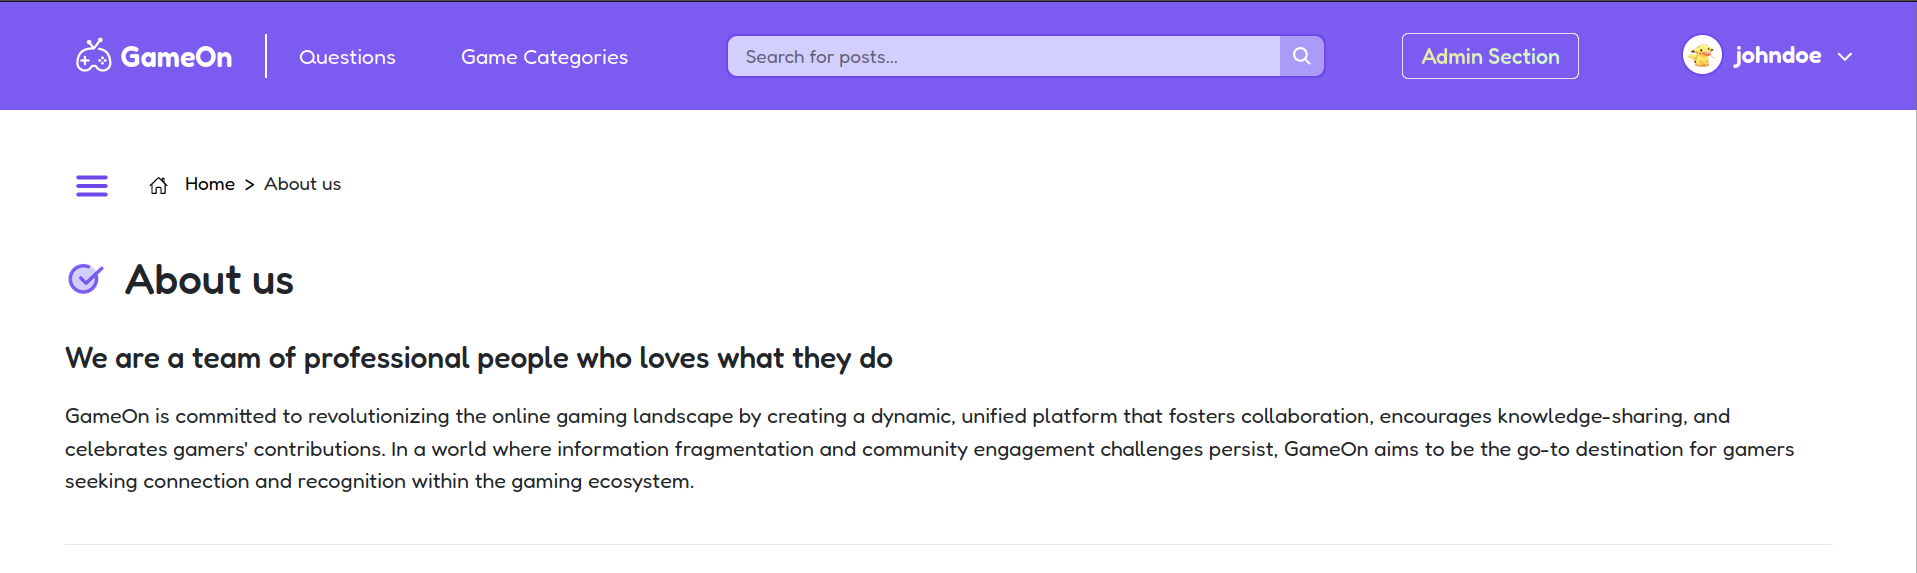 GameOn
Questions
Game Categories
Search for posts...
Admin Section
johndoe
Home > About us
About us
We are a team of professional people who loves what they do
GameOn is committed to revolutionizing the online gaming landscape by creating a dynamic, unified platform that fosters collaboration, encourages knowledge-sharing, and
celebrates gamers' contributions. In a world where information fragmentation and community engagement challenges persist, GameOn aims to be the go-to destination for gamers
seeking connection and recognition within the gaming ecosystem.